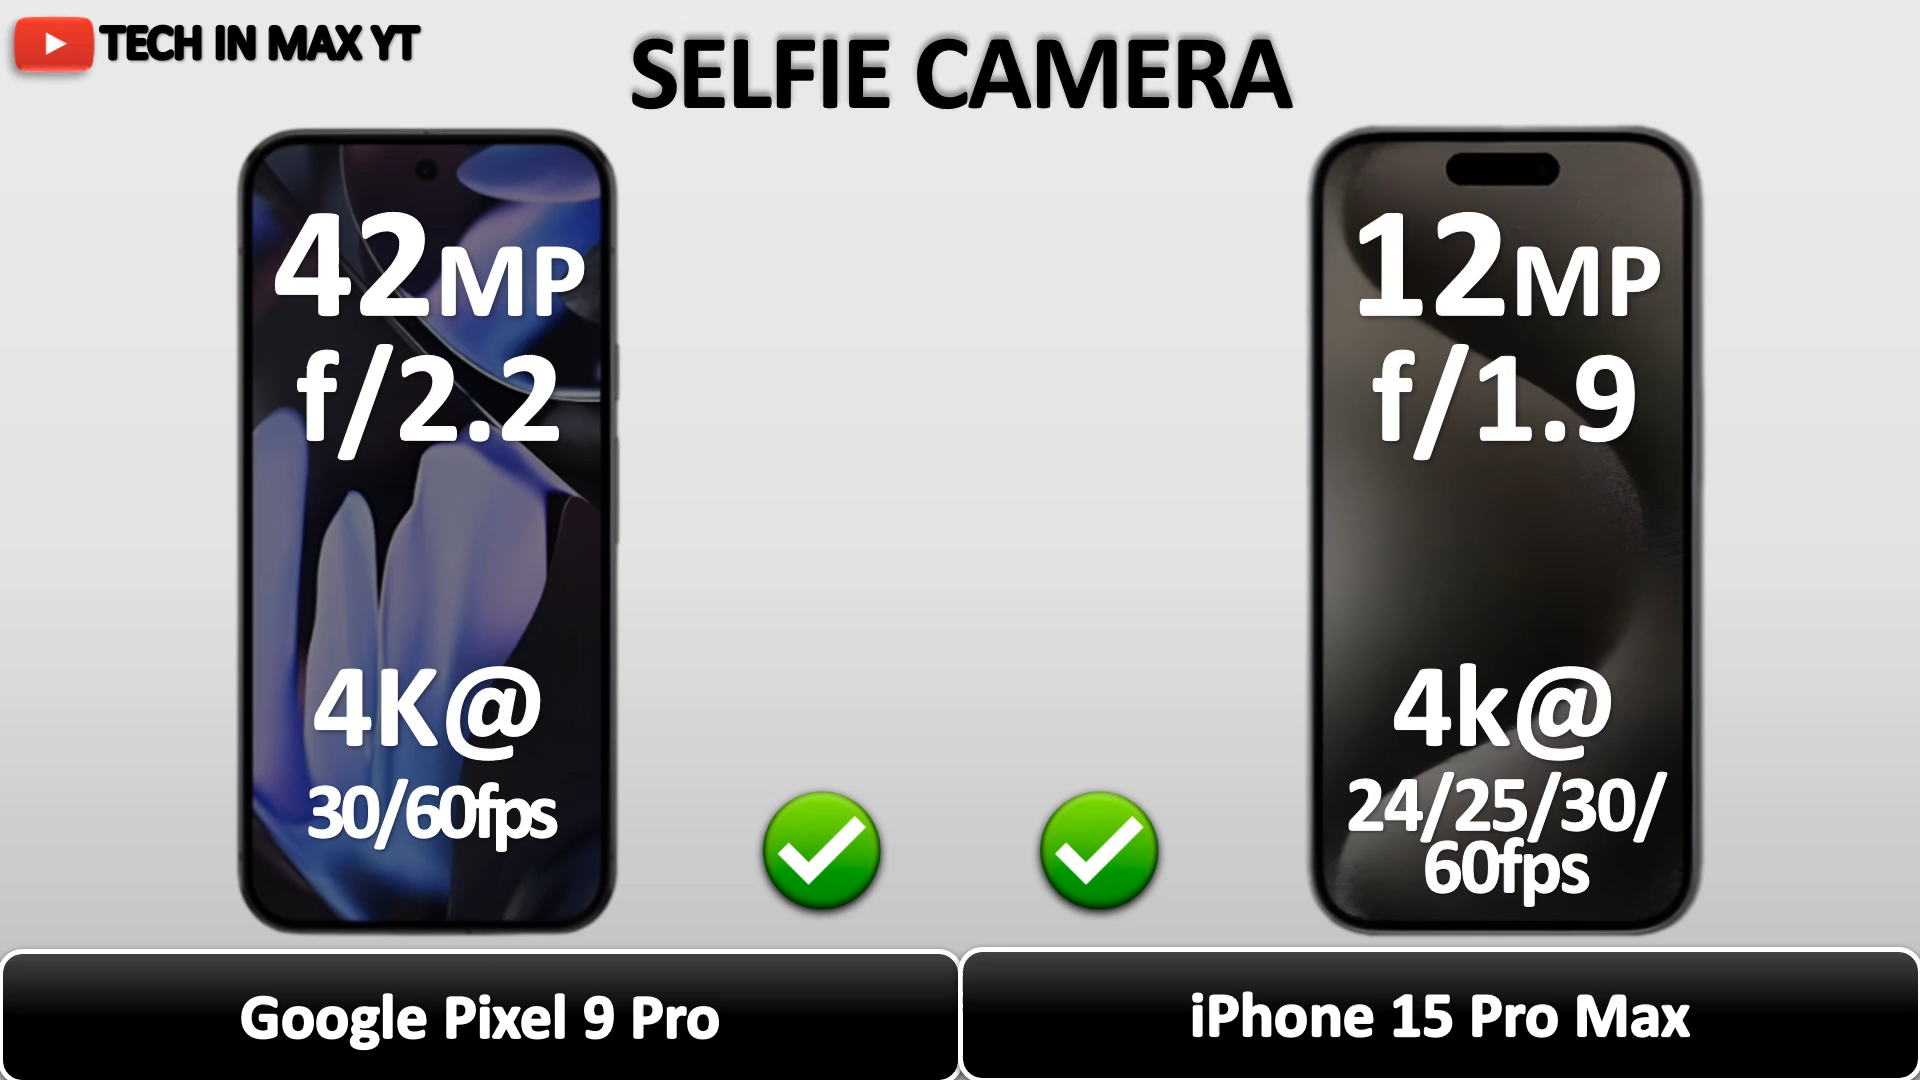 TECH IN MAX YT
SELFIE CAMERA
42MP
f/2.2
4K@
30/60fps
12MP
f/1.9
4k@
24/25/30/
60fps
Google Pixel 9 Pro
iPhone 15 Pro Max